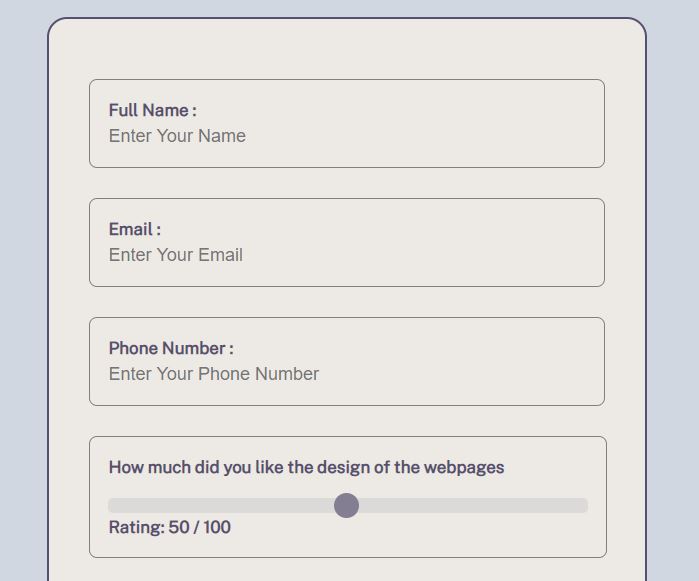 Full Name :
Enter Your Name
Email :
Enter Your Email
Phone Number :
Enter Your Phone Number
How much did you like the design of the webpages
Rating: 50 / 100